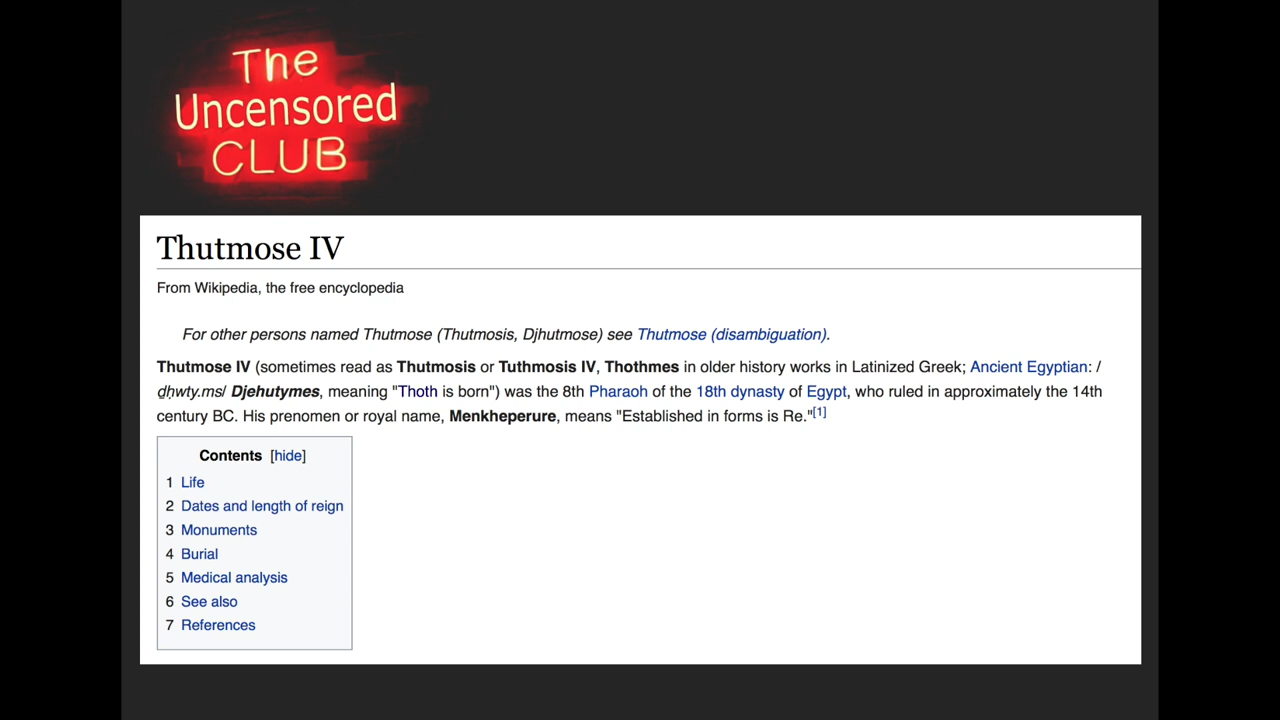 The
Uncensored
CLUB
Thutmose IV
From Wikipedia, the free encyclopedia
For other persons named Thutmose (Thutmosis, Djhutmose) see Thutmose (disambiguation).
Thutmose IV (sometimes read as Thutmosis or Tuthmosis IV, Thothmes in older history works in Latinized Greek; Ancient Egyptian: /
ḏḥwty.ms/ Djehutymes, meaning "Thoth is born") was the 8th Pharaoh of the 18th dynasty of Egypt, who ruled in approximately the 14th
century BC. His prenomen or royal name, Menkheperure, means "Established in forms is Re."[1]
Contents [hide]
1 Life
2 Dates and length of reign
3 Monuments
4 Burial
5 Medical analysis
6 See also
7 References